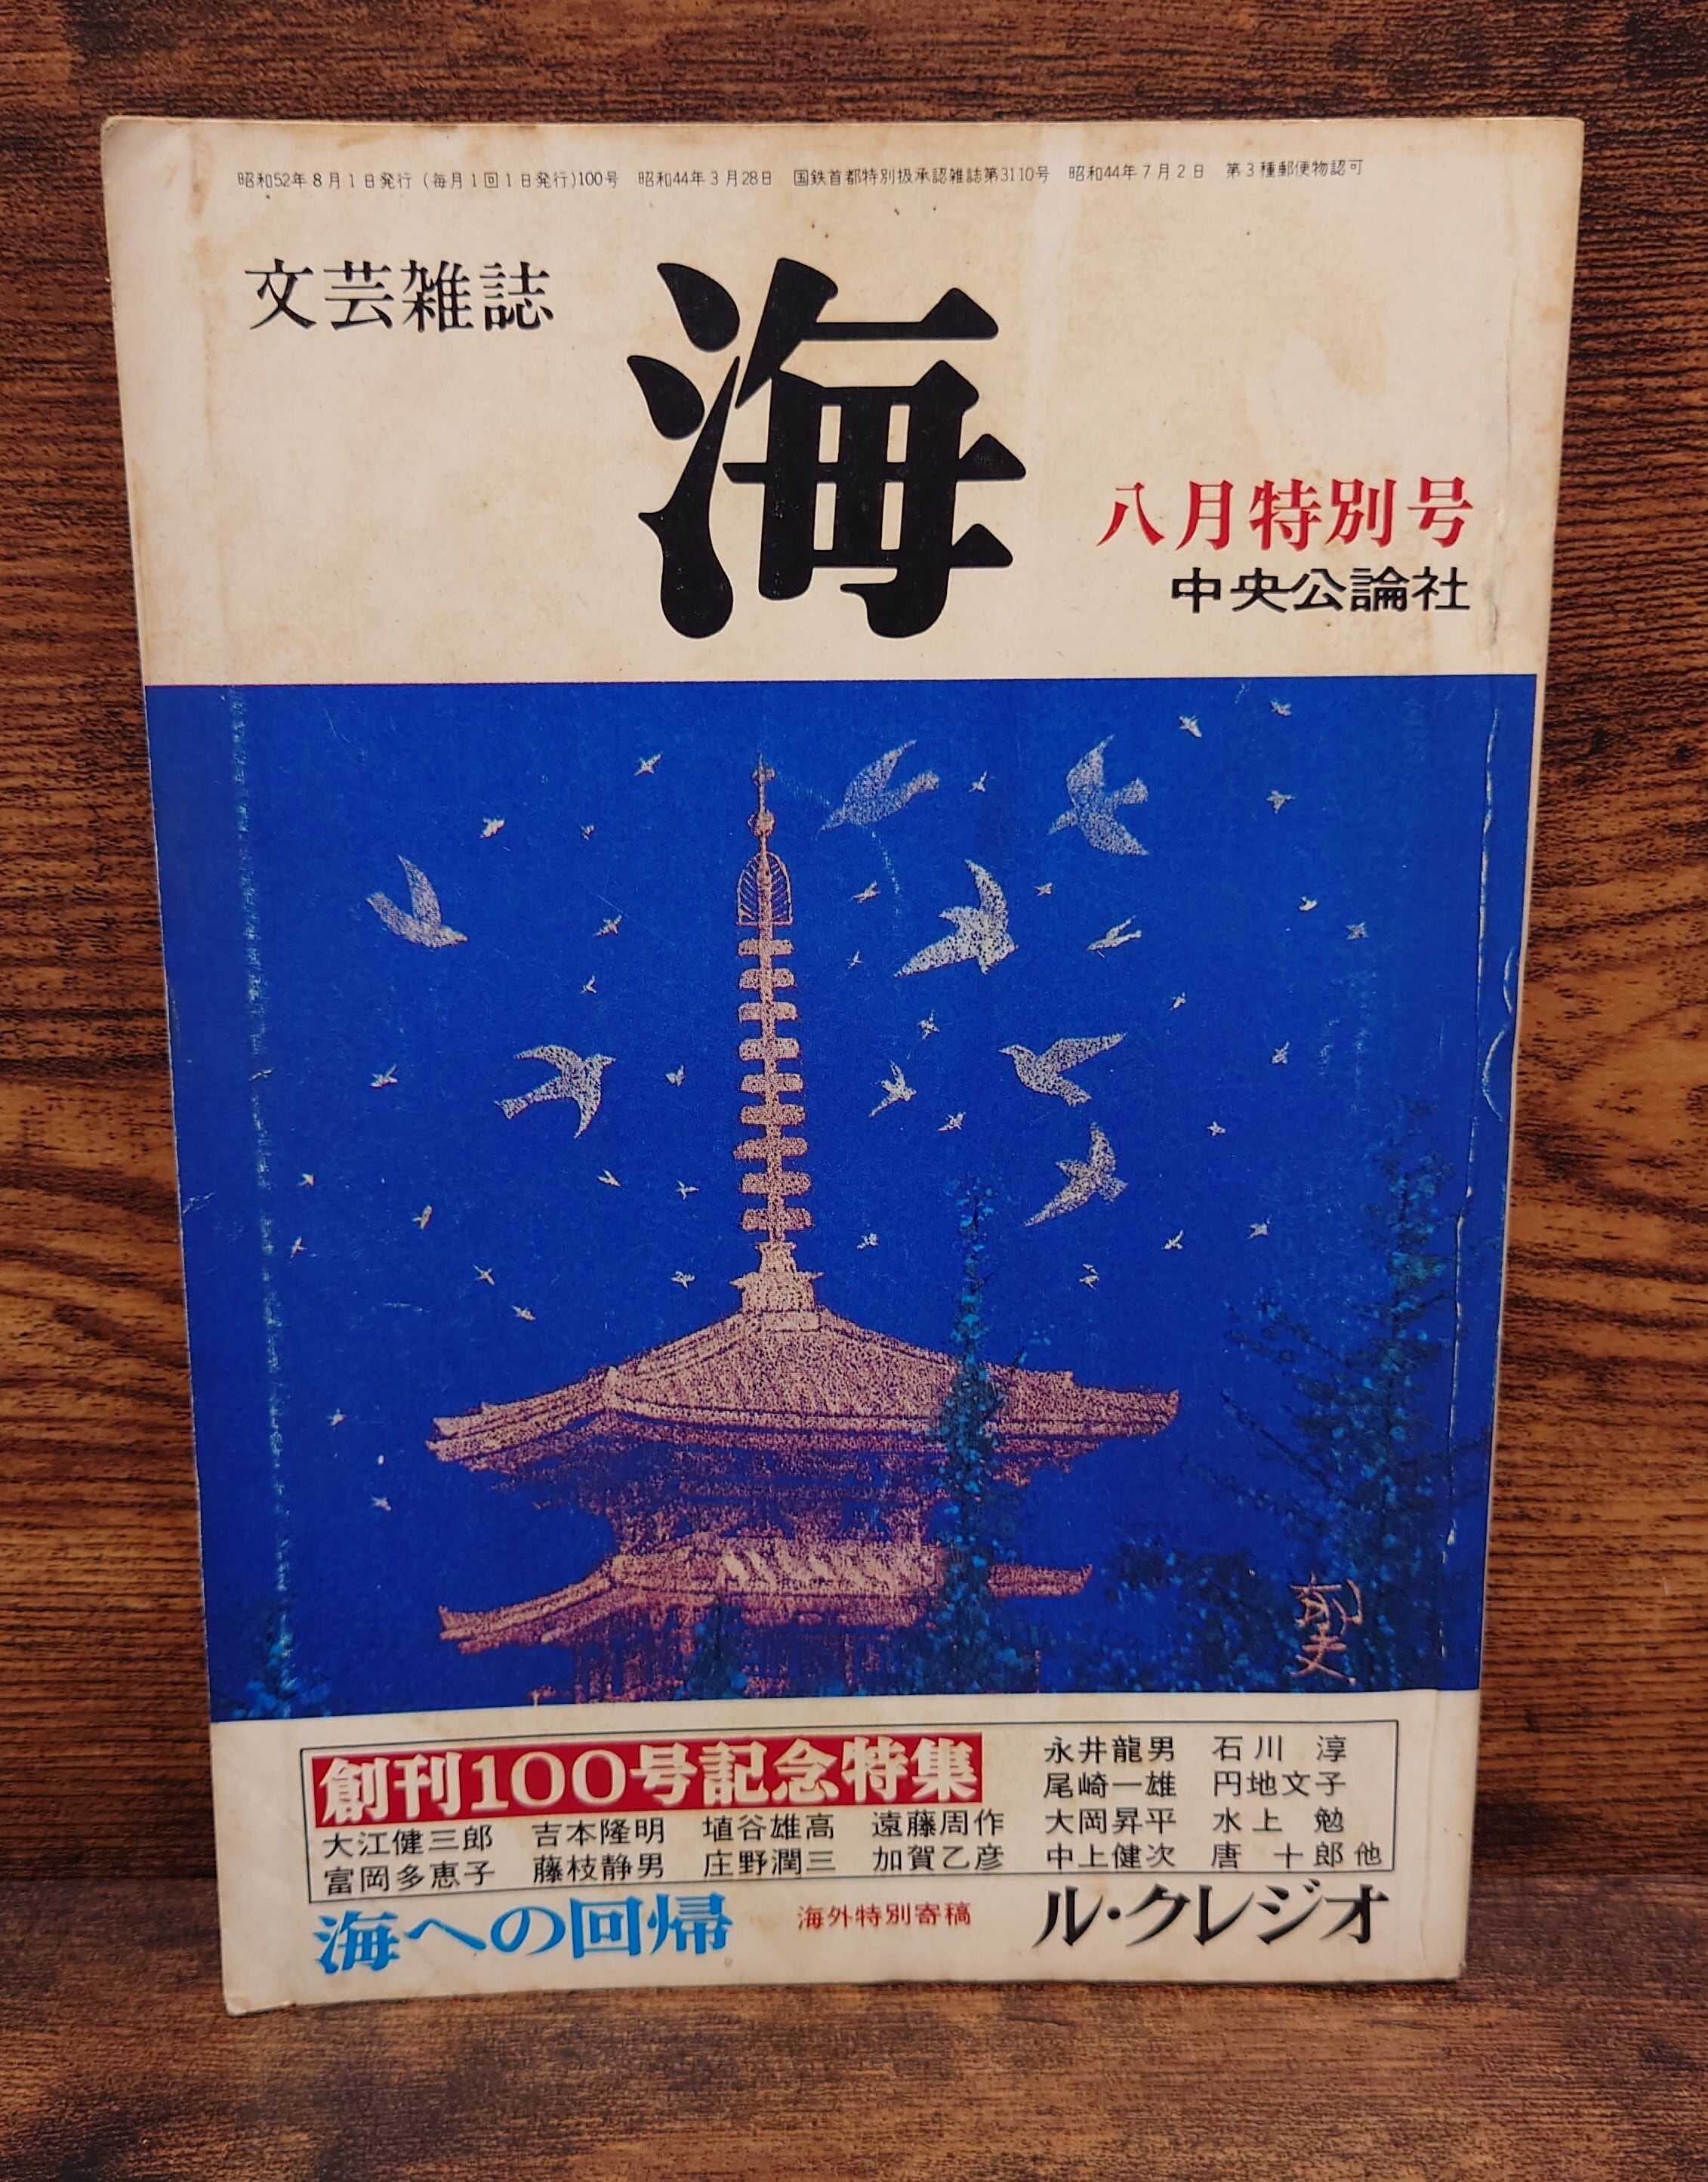 昭和52年8月1日発行(毎月1回1日発行)100号 昭和44年3月28日 国鉄首都特別扱承認雑誌第3110号 昭和44年7月2日 第3種郵便物認可
文芸雑誌
海
八月特別号
中央公論社
創刊100号記念特集
大江健三郎 吉本隆明 埴谷雄高 遠藤周作
富岡多恵子 藤枝静男 庄野潤三 加賀乙彦
永井龍男 石川 淳
尾崎一雄 円地文子
大岡昇平 水上 勉
中上健次 唐 十郎 他
海への回帰 海外特別寄稿 ル・クレジオ